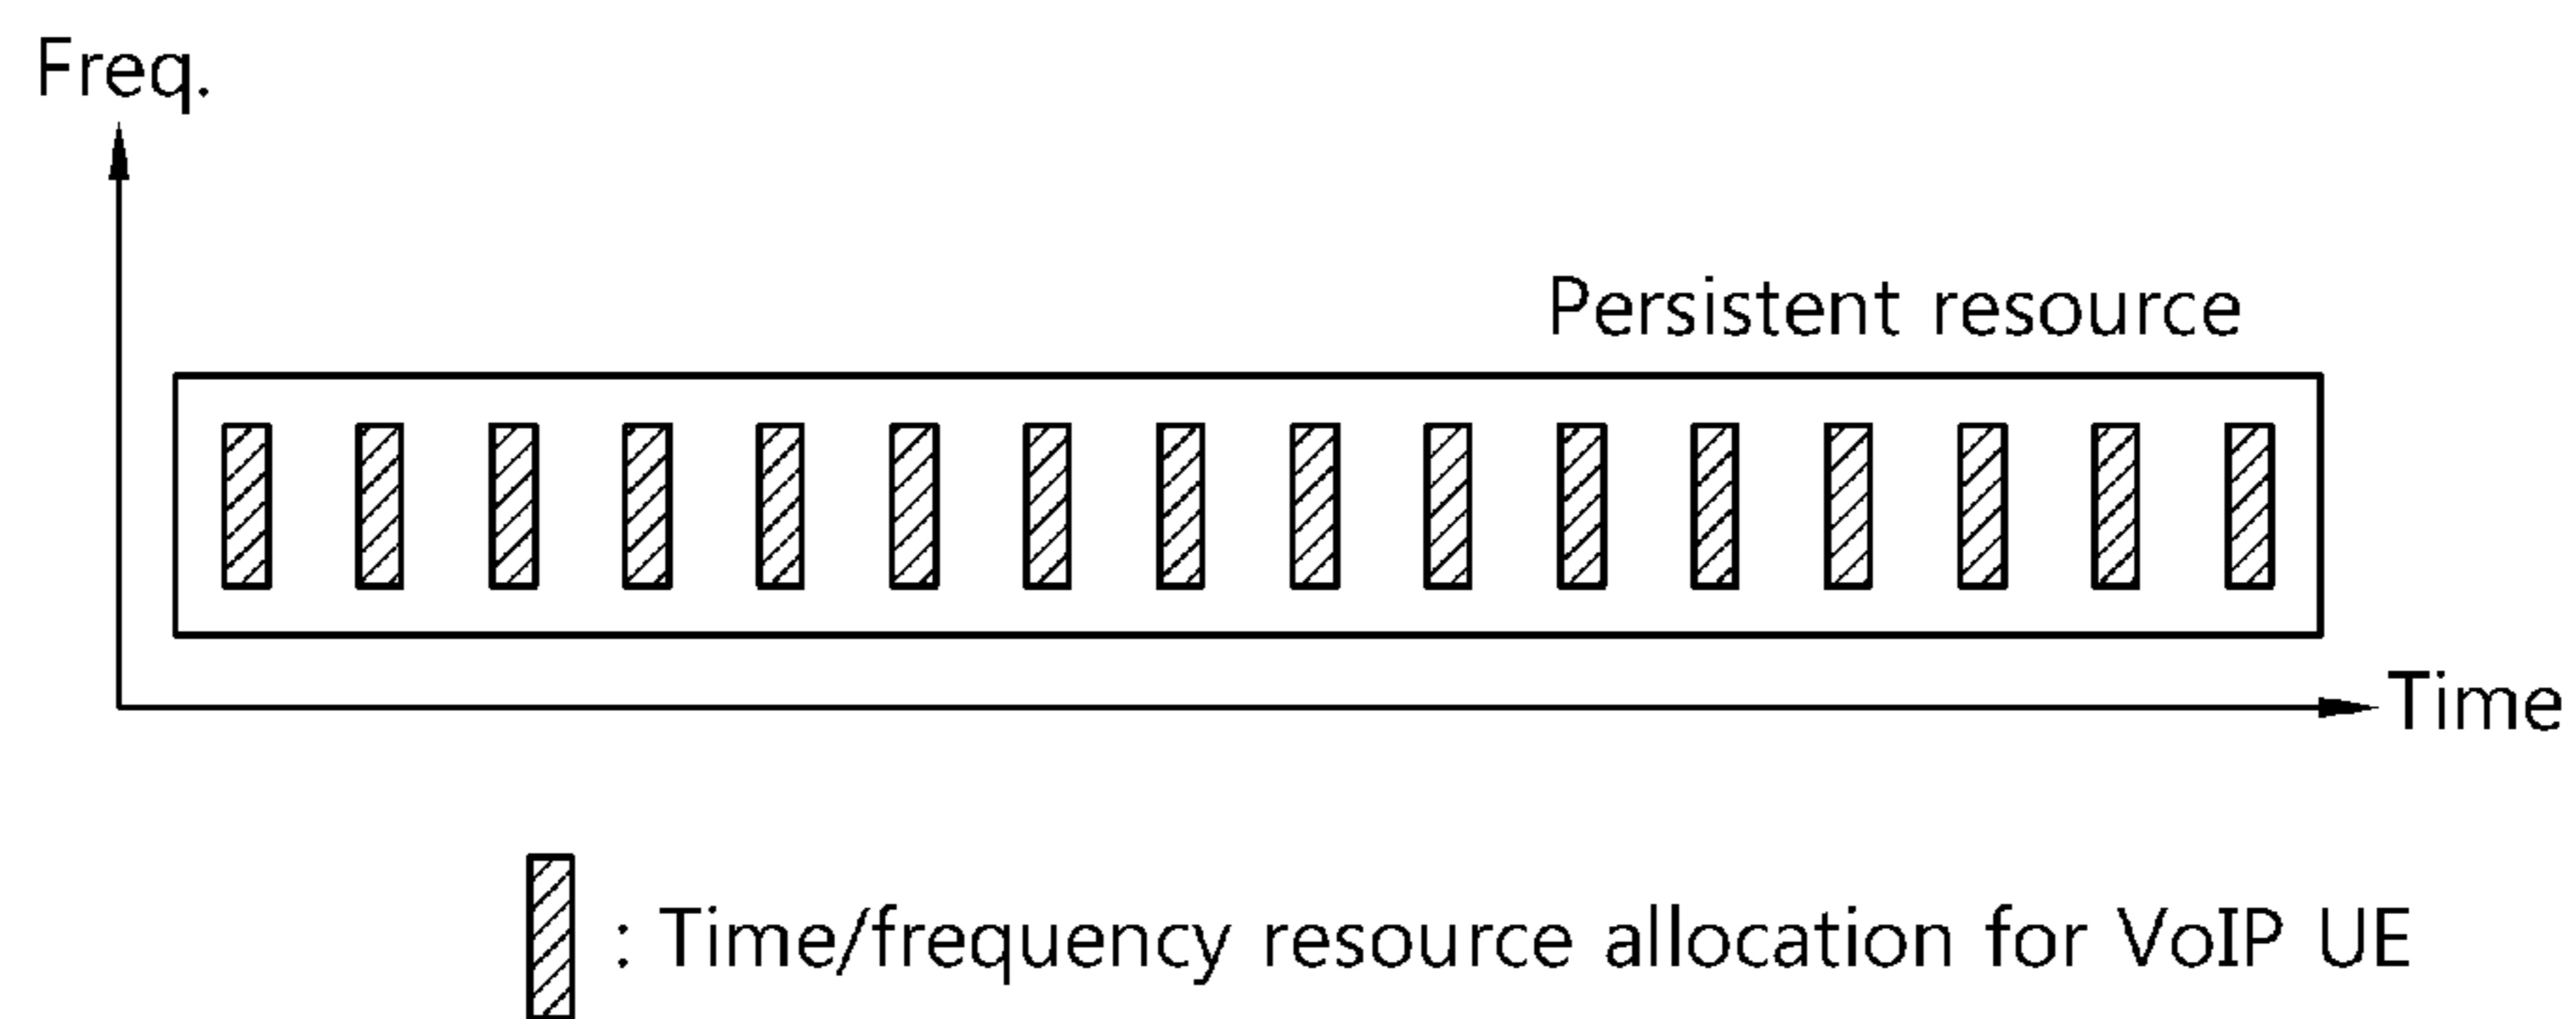 Freq.
Persistent resource
Time
: Time/frequency resource allocation for VoIP UE